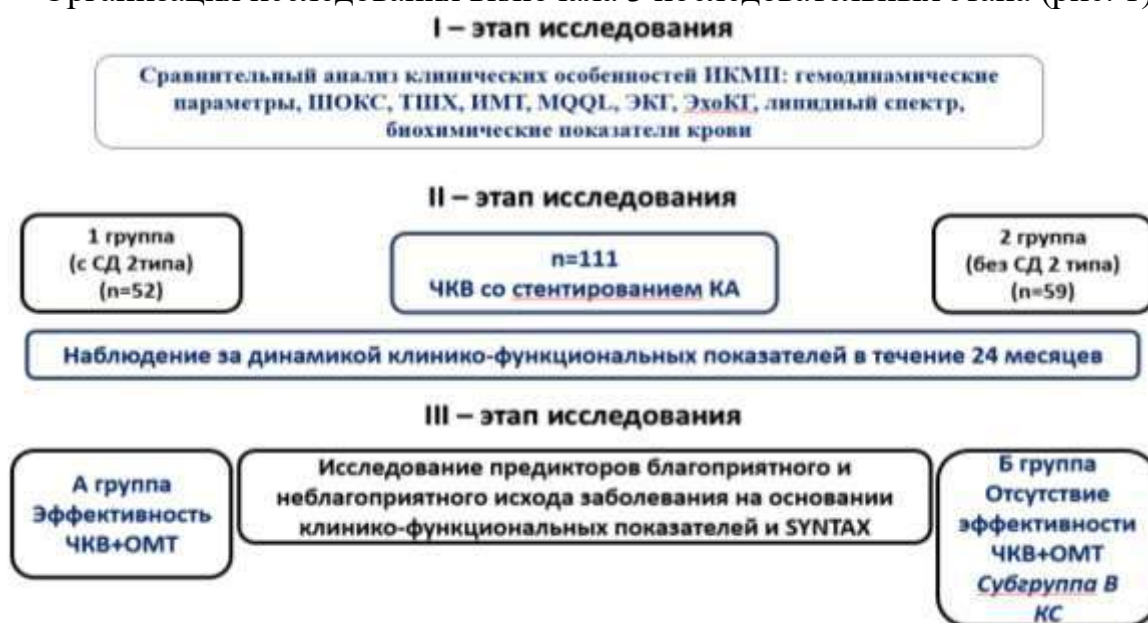 I – этап исследования
Сравнительный анализ клинических особенностей ИКМП: гемодинамические
параметры, ШОКС, ТШХ, ИМТ, MQQL, ЭКГ, ЭхоКГ, липидный спектр,
биохимические показатели крови
II – этап исследования
1 группа
(с СД 2типа)
(n=52)
n=111
ЧКВ со стентированием КА
2 группа
(без СД 2 типа)
(n=59)
Наблюдение за динамикой клинико-функциональных показателей в течение 24 месяцев
III – этап исследования
А группа
Эффективность
ЧКВ+ОМТ
Исследование предикторов благоприятного и
неблагоприятного исхода заболевания на основании
клинико-функциональных показателей и SYNTAX
Б группа
Отсутствие
эффективности
ЧКВ+ОМТ
Субгруппа В
КС